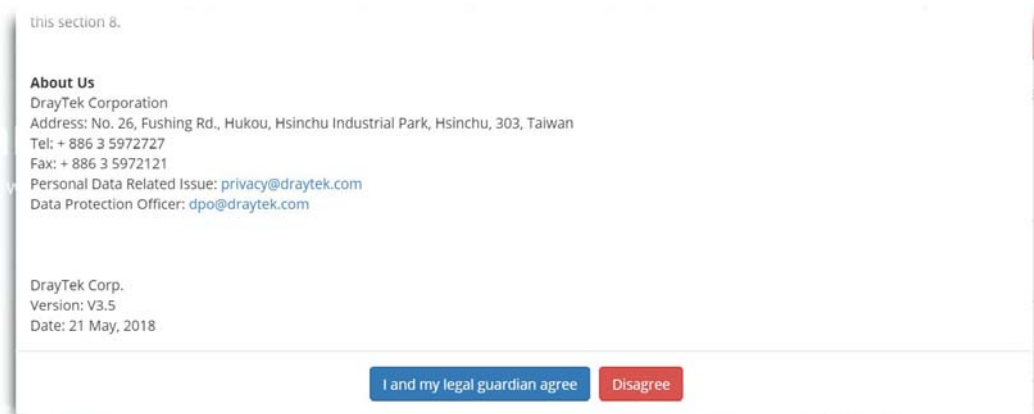 this section 8.
About Us
DrayTek Corporation
Address: No. 26, Fushing Rd., Hukou, Hsinchu Industrial Park, Hsinchu, 303, Taiwan
Tel: + 886 3 5972727
Fax: + 886 3 5972121
Personal Data Related Issue: privacy@draytek.com
Data Protection Officer: dpo@draytek.com
DrayTek Corp.
Version: V3.5
Date: 21 May, 2018
I and my legal guardian agree Disagree